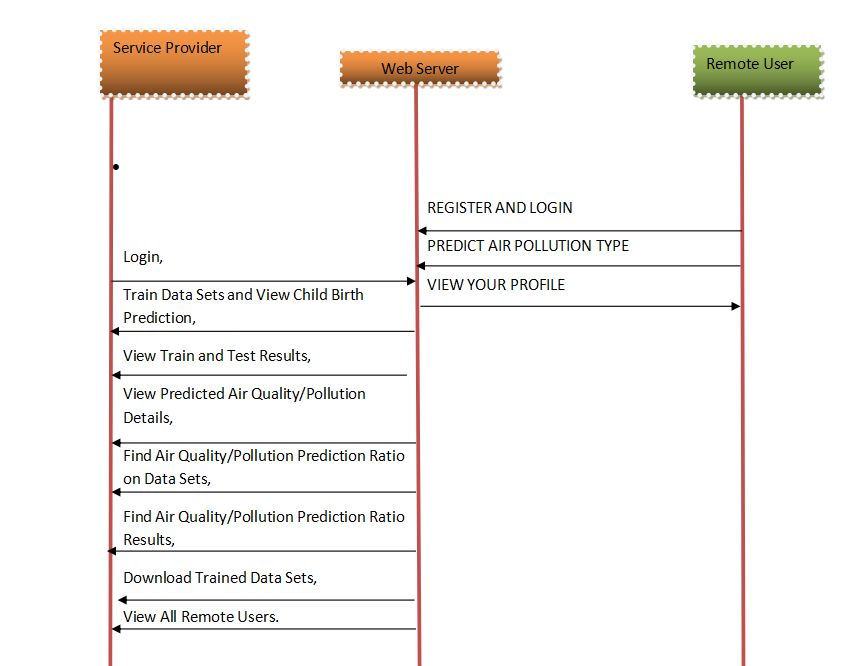 Service Provider
Web Server
Remote User
REGISTER AND LOGIN
PREDICT AIR POLLUTION TYPE
VIEW YOUR PROFILE
Login,
Train Data Sets and View Child Birth
Prediction,
View Train and Test Results,
View Predicted Air Quality/Pollution
Details,
Find Air Quality/Pollution Prediction Ratio
on Data Sets,
Find Air Quality/Pollution Prediction Ratio
Results,
Download Trained Data Sets,
View All Remote Users.